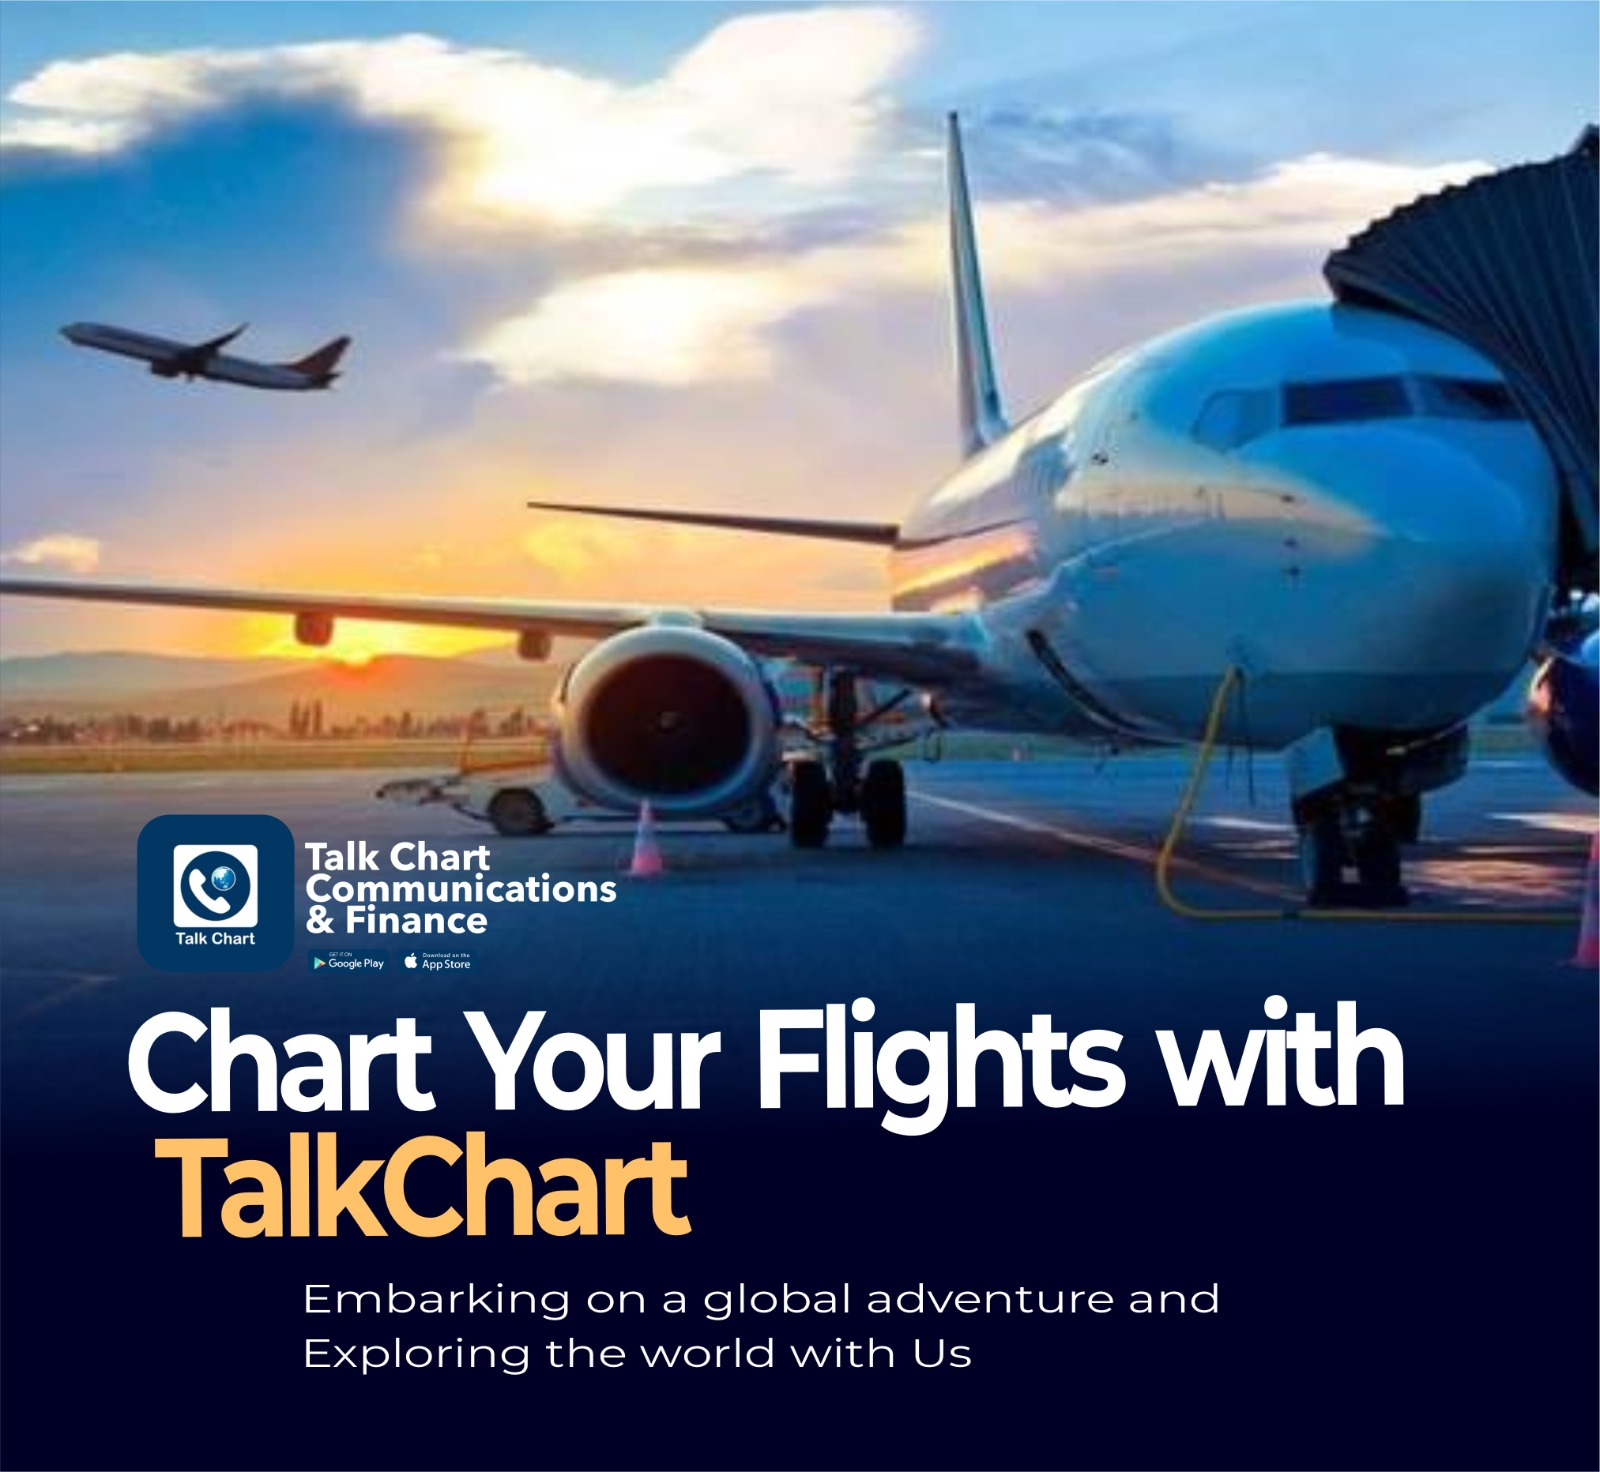 Talk Chart
Talk Chart
Communications
& Finance
GET IT ON
Google Play
Download on the
App Store
Chart Your Flights with
TalkChart
Embarking on a global adventure and
Exploring the world with Us